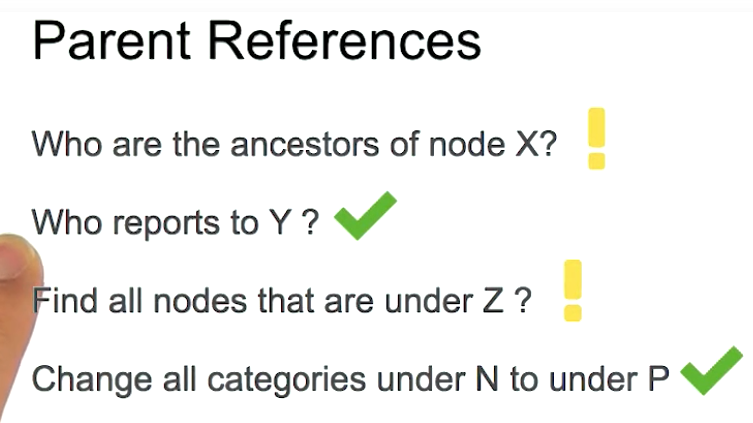 Parent References
Who are the ancestors of node X?
Who reports to Y ?
Find all nodes that are under Z ?
Change all categories under N to under P